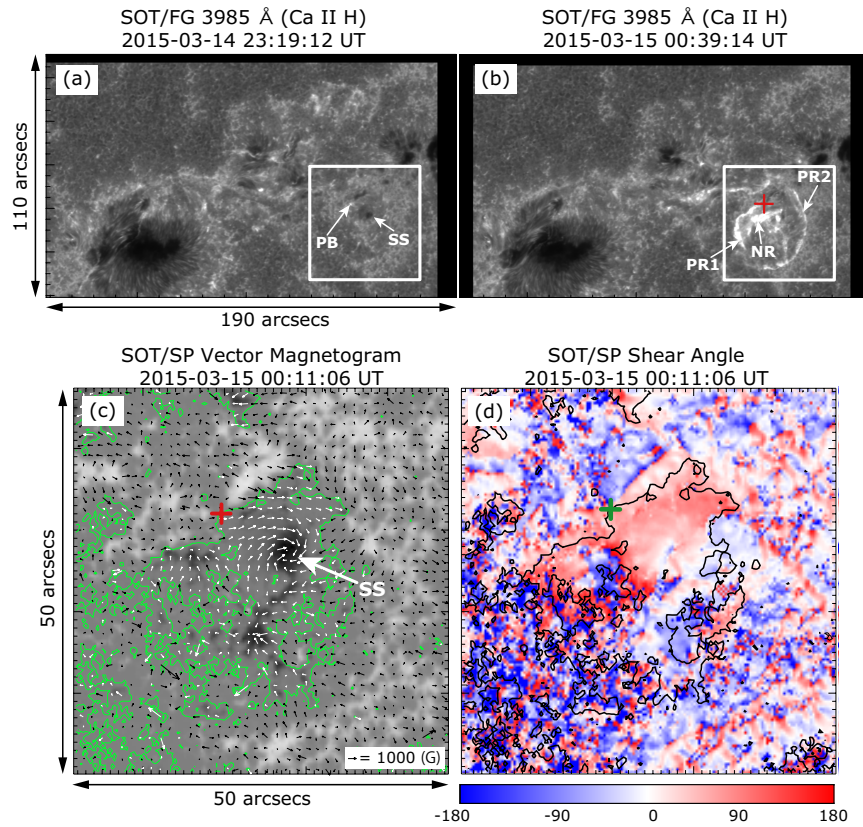 SOT/FG 3985 Å (Ca II H)
2015-03-14 23:19:12 UT
SOT/FG 3985 Å (Ca II H)
2015-03-15 00:39:14 UT
(a)
(b)
110 arcsecs
PB
SS
PR2
PR1
NR
190 arcsecs
SOT/SP Vector Magnetogram
2015-03-15 00:11:06 UT
SOT/SP Shear Angle
2015-03-15 00:11:06 UT
(c)
(d)
50 arcsecs
SS
= 1000 (G)
50 arcsecs
-180 -90 0 90 180